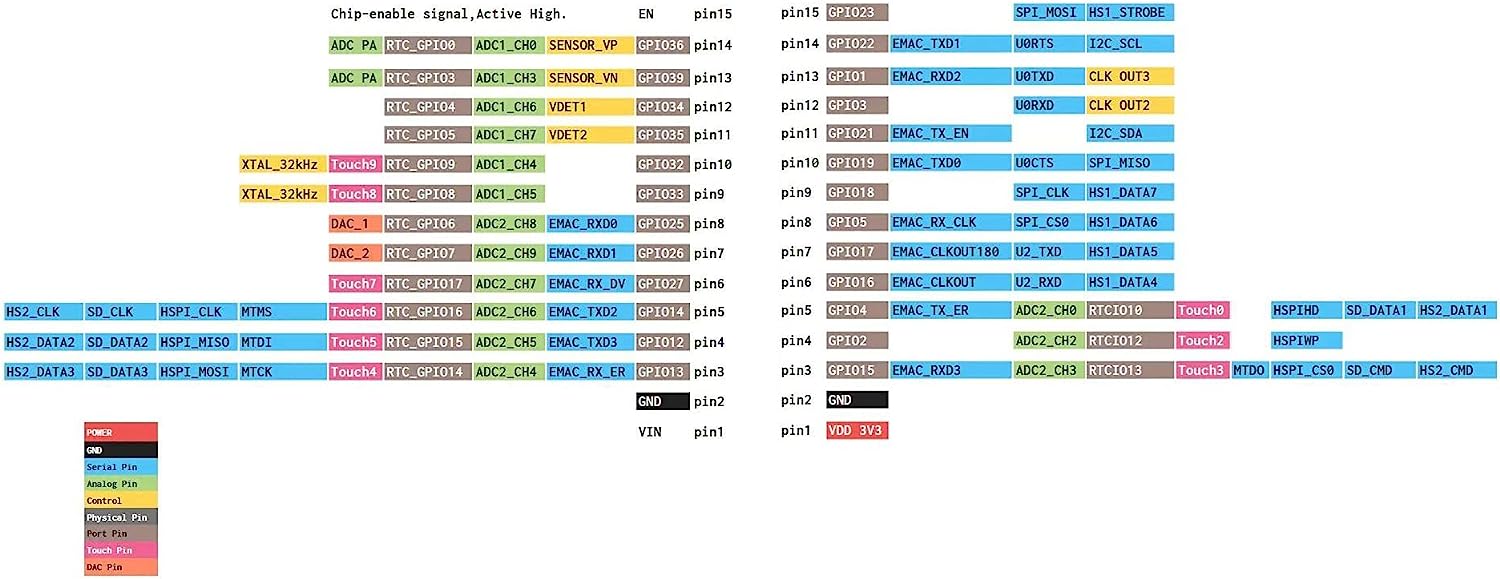 Chip-enable signal,Active High. EN pin15 pin15 GPIO23 SPI_MOSI HS1_STROBE
ADC PA RTC_GPIO0 ADC1_CH0 SENSOR_VP GPIO36 pin14 pin14 GPIO22 EMAC_TXD1 U0RTS I2C_SCL
ADC PA RTC_GPIO3 ADC1_CH3 SENSOR_VN GPIO39 pin13 pin13 GPIO1 EMAC_RXD2 U0TXD CLK OUT3
RTC_GPIO4 ADC1_CH6 VDET1 GPIO34 pin12 pin12 GPIO3 U0RXD CLK OUT2
RTC_GPIO5 ADC1_CH7 VDET2 GPIO35 pin11 pin11 GPIO21 EMAC_TX_EN I2C_SDA
XTAL_32kHz Touch9 RTC_GPIO9 ADC1_CH4 GPIO32 pin10 pin10 GPIO19 EMAC_TXD0 U0CTS SPI_MISO
XTAL_32kHz Touch8 RTC_GPIO8 ADC1_CH5 GPIO33 pin9 pin9 GPIO18 SPI_CLK HS1_DATA7
DAC_1 RTC_GPIO6 ADC2_CH8 EMAC_RXD0 GPIO25 pin8 pin8 GPIO5 EMAC_RX_CLK SPI_CS0 HS1_DATA6
DAC_2 RTC_GPIO7 ADC2_CH9 EMAC_RXD1 GPIO26 pin7 pin7 GPIO17 EMAC_CLKOUT180 U2_TXD HS1_DATA5
Touch7 RTC_GPIO17 ADC2_CH7 EMAC_RX_DV GPIO27 pin6 pin6 GPIO16 EMAC_CLKOUT U2_RXD HS1_DATA4
HS2_CLK SD_CLK HSPI_CLK MTMS Touch6 RTC_GPIO16 ADC2_CH6 EMAC_TXD2 GPIO14 pin5 pin5 GPIO4 EMAC_TX_ER ADC2_CH0 RTCIO10 Touch0 HSPIHD SD_DATA1 HS2_DATA1
HS2_DATA2 SD_DATA2 HSPI_MISO MTDI Touch5 RTC_GPIO15 ADC2_CH5 EMAC_TXD3 GPIO12 pin4 pin4 GPIO2 ADC2_CH2 RTCIO12 Touch2 HSPIWP
HS2_DATA3 SD_DATA3 HSPI_MOSI MTCK Touch4 RTC_GPIO14 ADC2_CH4 EMAC_RX_ER GPIO13 pin3 pin3 GPIO15 EMAC_RXD3 ADC2_CH3 RTCIO13 Touch3 MTDO HSPI_CS0 SD_CMD HS2_CMD
GND pin2 pin2 GND
VIN pin1 pin1 VDD 3V3
POWER
GND
Serial Pin
Analog Pin
Control
Physical Pin
Port Pin
Touch Pin
DAC Pin